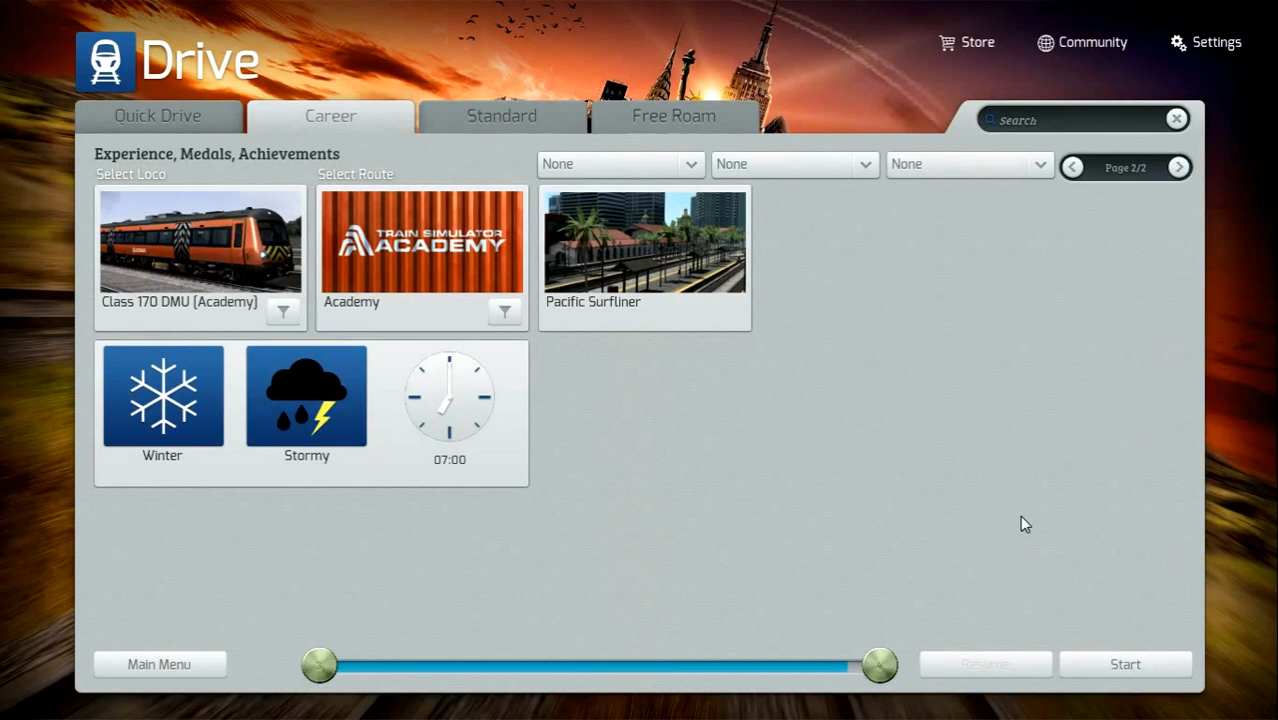 Drive
Store
Community
Settings
Quick Drive
Career
Standard
Free Roam
Search
Experience, Medals, Achievements
Select Loco
Select Route
None
None
None
Page 2/2
TRAIN SIMULATOR
ACADEMY
Class 170 DMU (Academy)
Academy
Pacific Surfliner
Winter
Stormy
07:00
Main Menu
Resume
Start